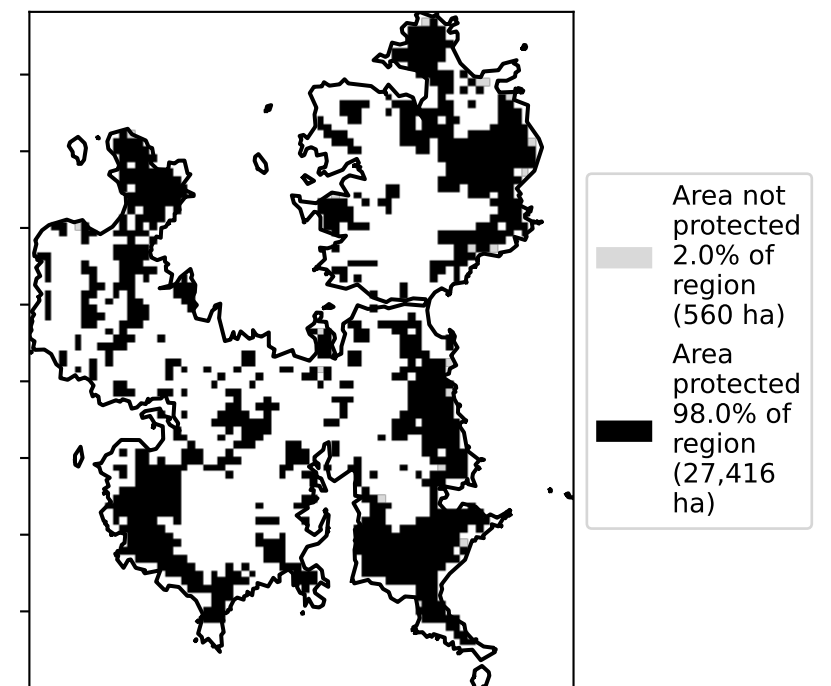 Area not
protected
2.0% of
region
(560 ha)
Area
protected
98.0% of
region
(27,416
ha)